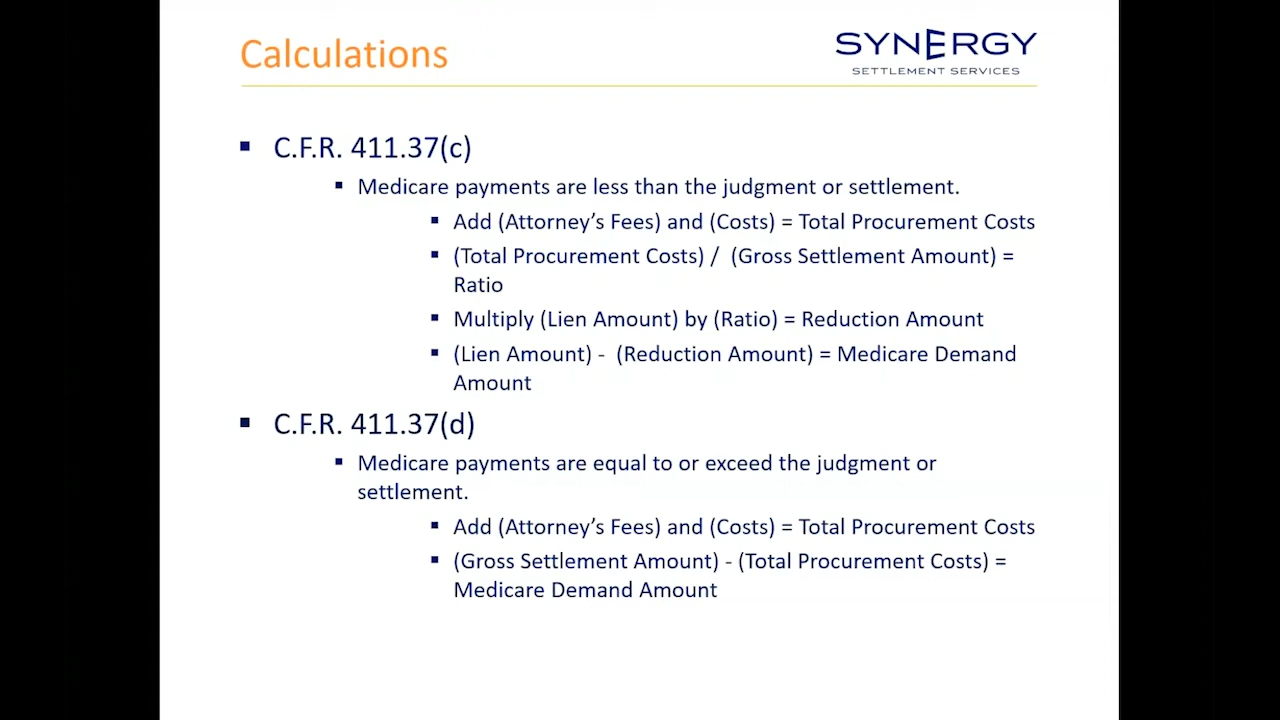 Calculations
SYNERGY
SETTLEMENT SERVICES
▪ C.F.R. 411.37(c)
▪ Medicare payments are less than the judgment or settlement.
▪ Add (Attorney’s Fees) and (Costs) = Total Procurement Costs
▪ (Total Procurement Costs) / (Gross Settlement Amount) =
Ratio
▪ Multiply (Lien Amount) by (Ratio) = Reduction Amount
▪ (Lien Amount) - (Reduction Amount) = Medicare Demand
Amount
▪ C.F.R. 411.37(d)
▪ Medicare payments are equal to or exceed the judgment or
settlement.
▪ Add (Attorney’s Fees) and (Costs) = Total Procurement Costs
▪ (Gross Settlement Amount) - (Total Procurement Costs) =
Medicare Demand Amount